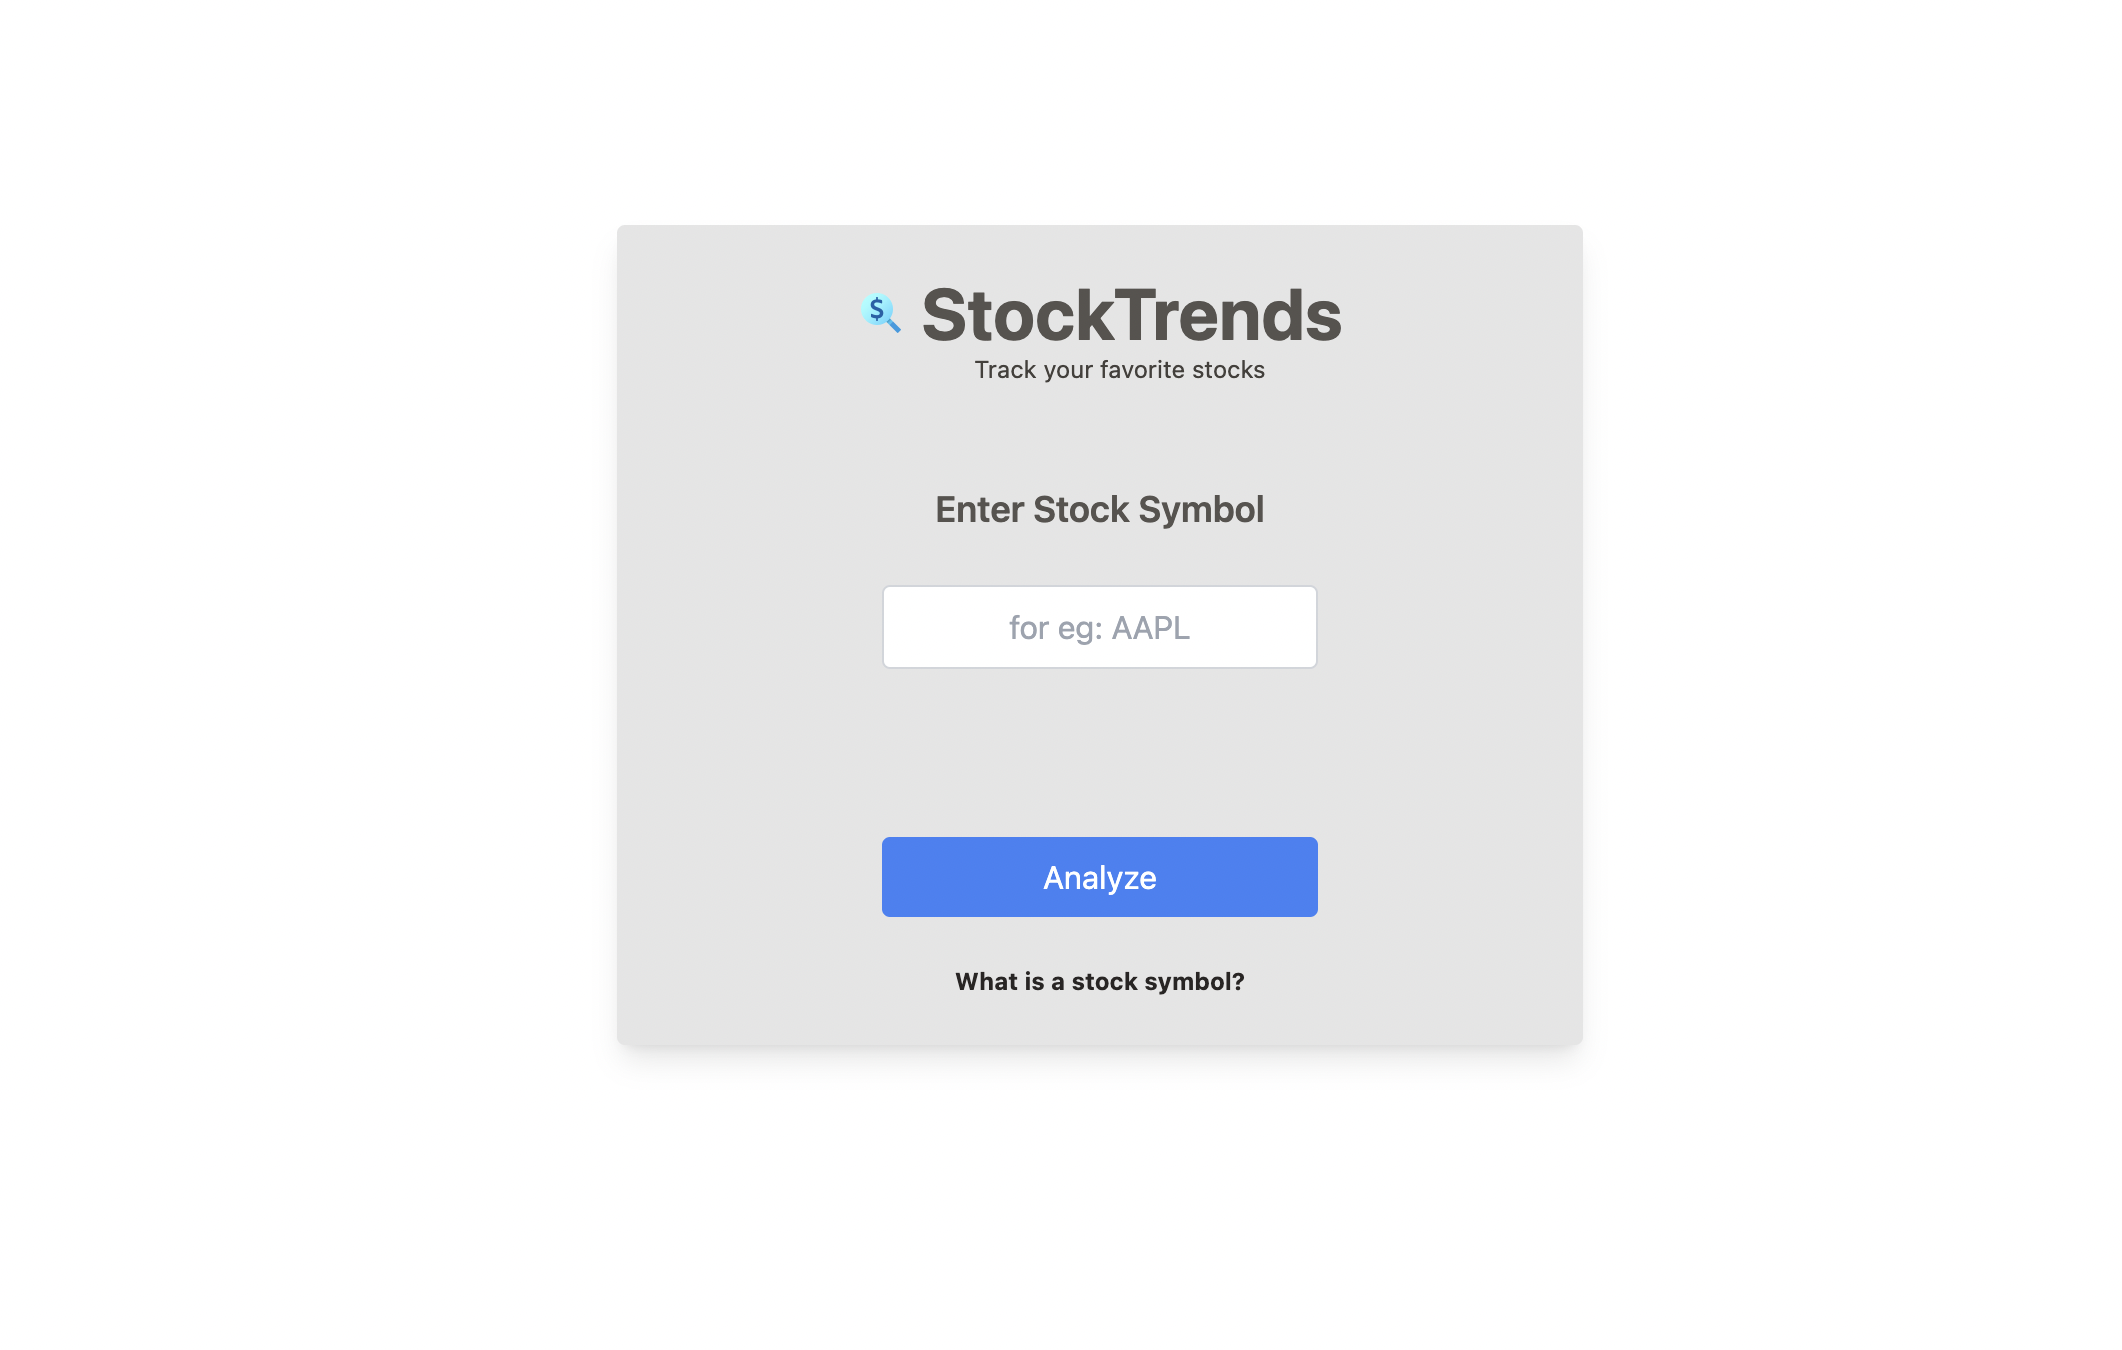 $ StockTrends
Track your favorite stocks
Enter Stock Symbol
for eg: AAPL
Analyze
What is a stock symbol?